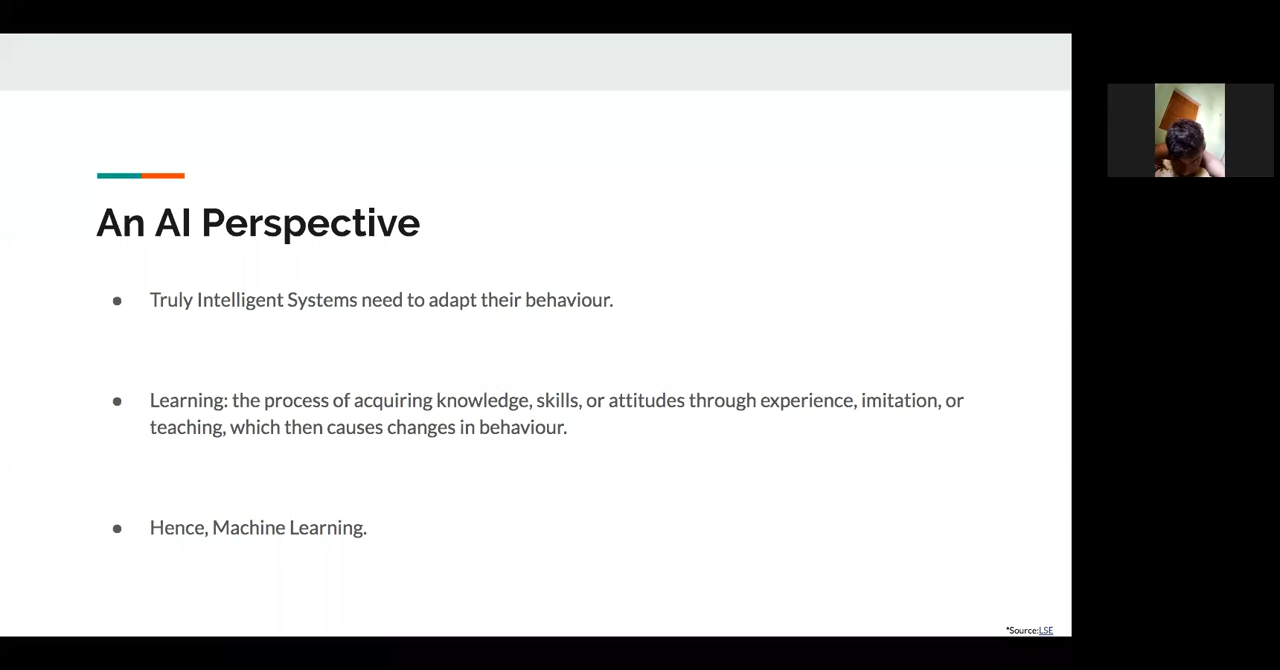 An AI Perspective
● Truly Intelligent Systems need to adapt their behaviour.
● Learning: the process of acquiring knowledge, skills, or attitudes through experience, imitation, or
teaching, which then causes changes in behaviour.
● Hence, Machine Learning.
*Source:LSE